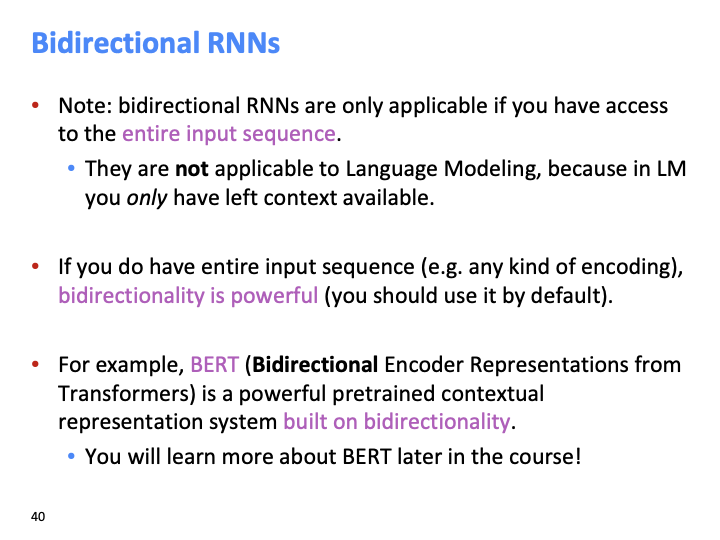 Bidirectional RNNs
• Note: bidirectional RNNs are only applicable if you have access
to the entire input sequence.
• They are not applicable to Language Modeling, because in LM
you only have left context available.
• If you do have entire input sequence (e.g. any kind of encoding),
bidirectionality is powerful (you should use it by default).
• For example, BERT (Bidirectional Encoder Representations from
Transformers) is a powerful pretrained contextual
representation system built on bidirectionality.
• You will learn more about BERT later in the course!
40